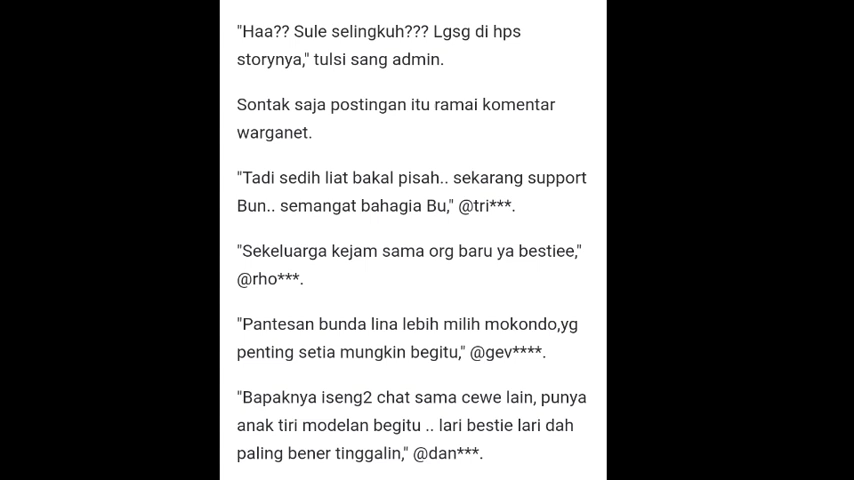 "Haa?? Sule selingkuh??? Lgsg di hps
storynya," tulsi sang admin.
Sontak saja postingan itu ramai komentar
warganet.
"Tadi sedih liat bakal pisah.. sekarang support
Bun.. semangat bahagia Bu," @tri***.
"Sekeluarga kejam sama org baru ya bestiee,"
@rho***.
"Pantesan bunda lina lebih milih mokondo,yg
penting setia mungkin begitu," @gev****.
"Bapaknya iseng2 chat sama cewe lain, punya
anak tiri modelan begitu .. lari bestie lari dah
paling bener tinggalin," @dan***.